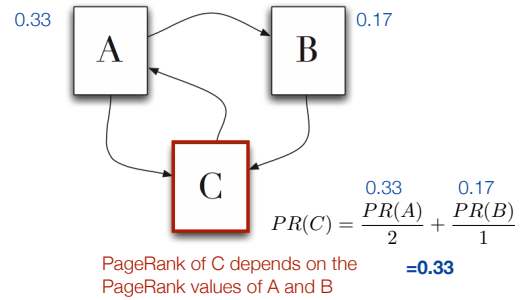 0.33
A
B
0.17
C
0.33 0.17
PR(C) = PR(A)/2 + PR(B)/1
PageRank of C depends on the
PageRank values of A and B
=0.33